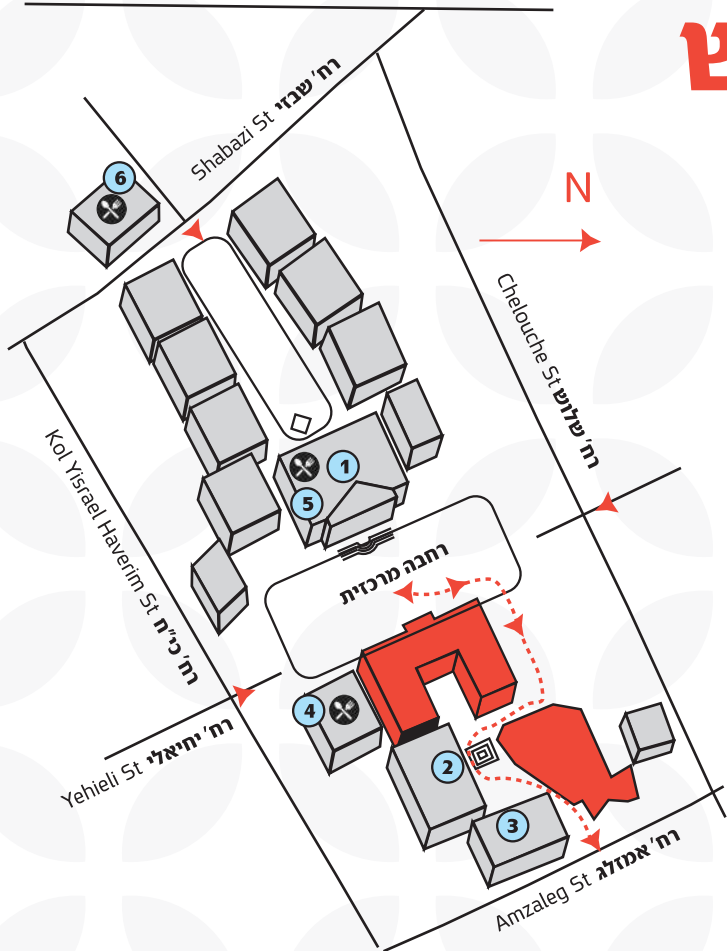 ש
Shabazi St רח' שבזי
6
N
Chelouche St רח' שלוש
Kol Yisrael Haverim St רח' כי"ח
1
5
רחבה מרכזית
4
Yehieli St רח' יחיאלי
2
3
Amzaleg St רח' אמזלג